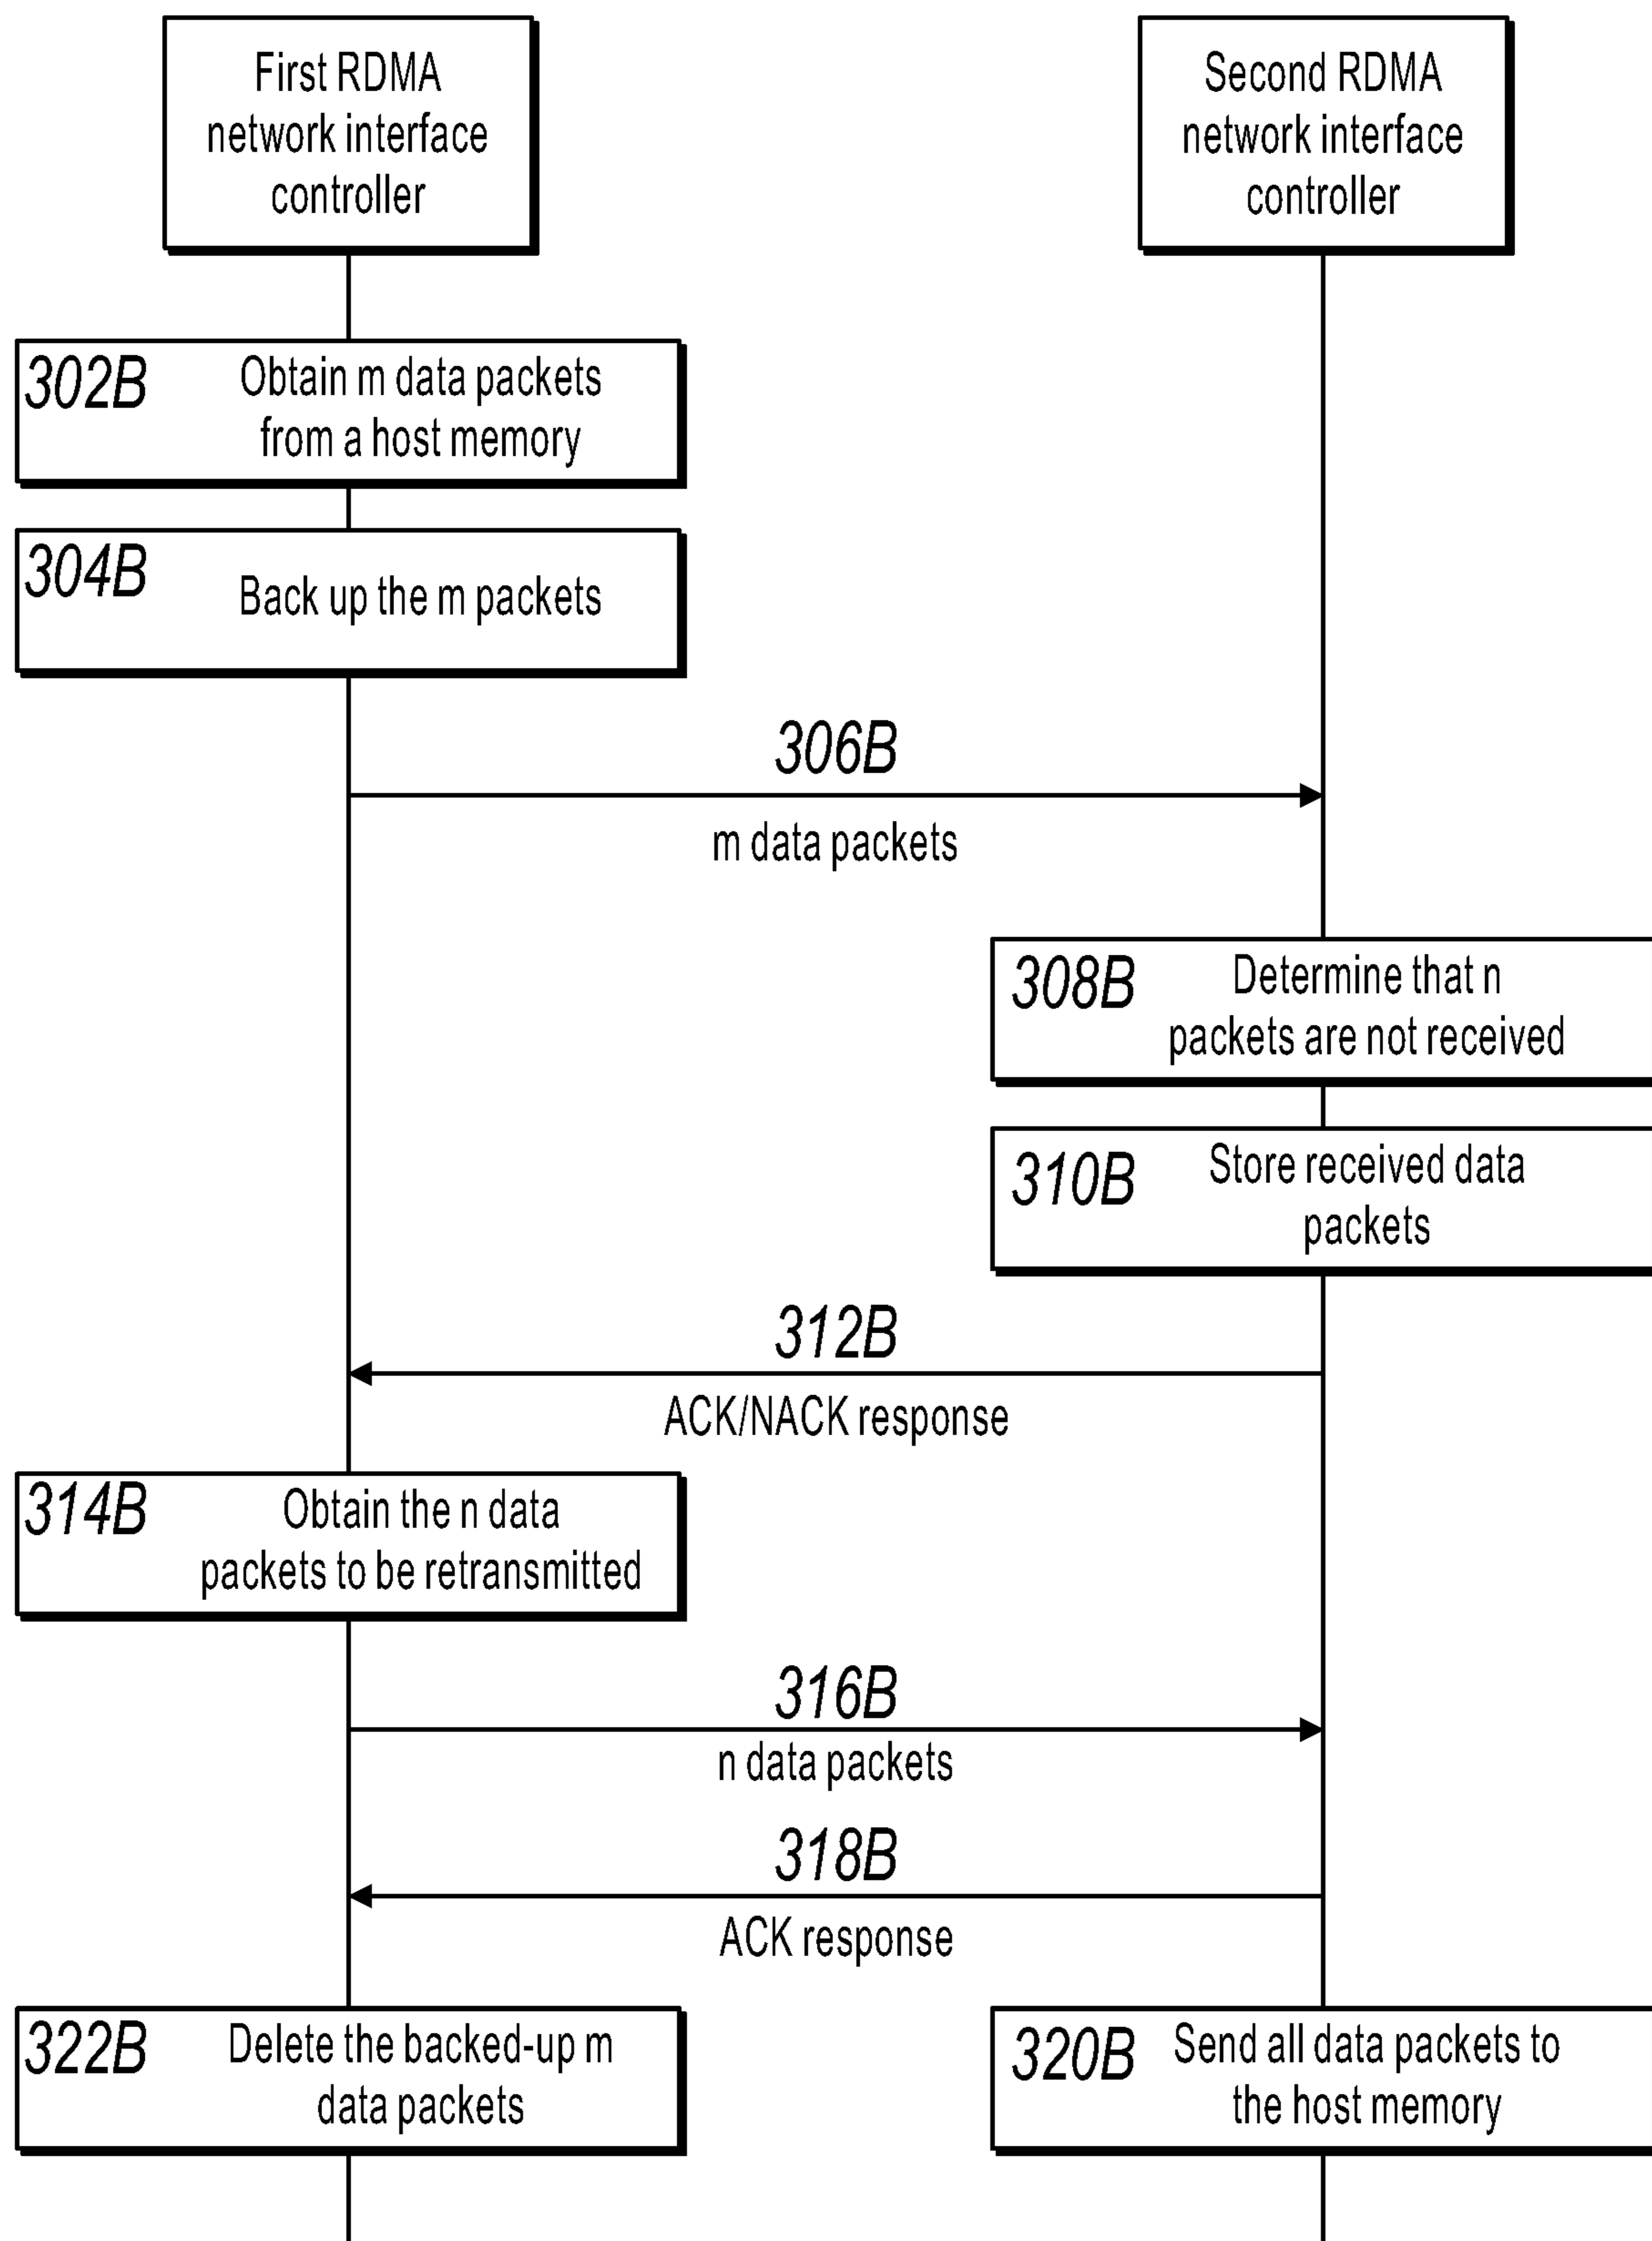 First RDMA
network interface
controller
Second RDMA
network interface
controller
302B
Obtain m data packets
from a host memory
304B
Back up the m packets
306B
m data packets
308B
Determine that n
packets are not received
310B
Store received data
packets
312B
ACK/NACK response
314B
Obtain the n data
packets to be retransmitted
316B
n data packets
318B
ACK response
322B
Delete the backed-up m
data packets
320B
Send all data packets to
the host memory